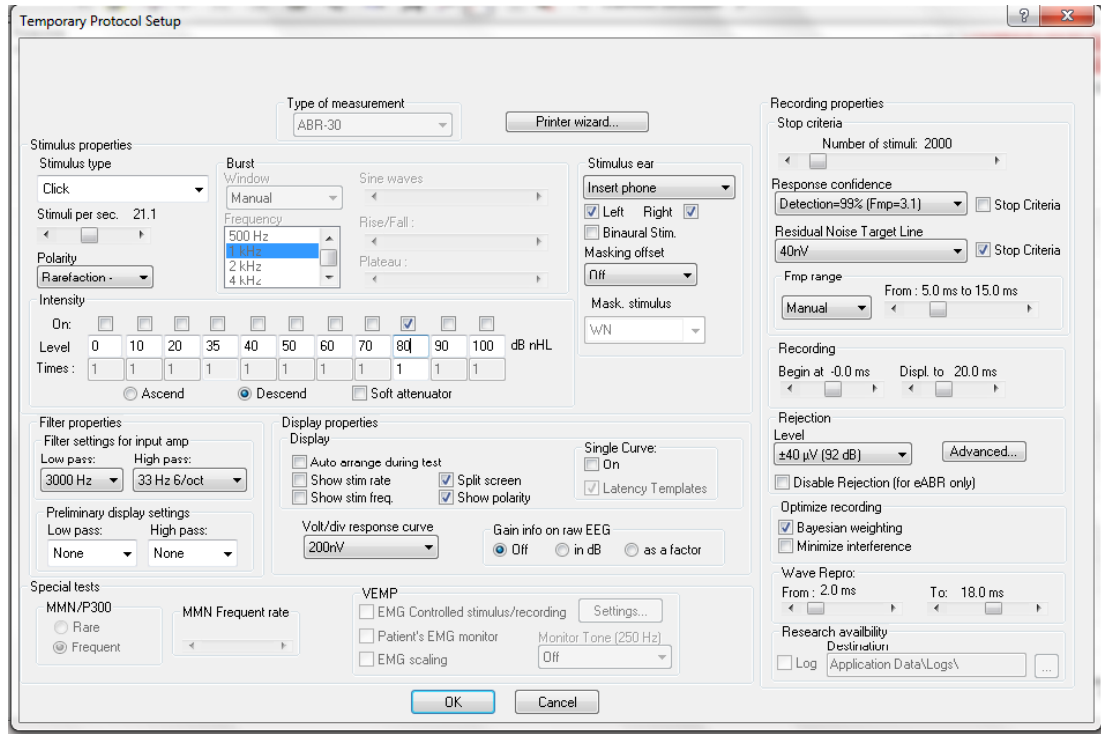 Temporary Protocol Setup
Type of measurement
ABR-30
Printer wizard...
Stimulus properties
Stimulus type
Click
Stimuli per sec. 21.1
Polarity
Rarefaction -
Burst
Window
Manual
Frequency
500 Hz
1 kHz
2 kHz
4 kHz
Sine waves
Rise/Fall :
Plateau :
Stimulus ear
Insert phone
Left Right
Binaural Stim.
Masking offset
Off
Mask. stimulus
WN
Intensity
On:
Level 0 10 20 35 40 50 60 70 80 90 100 dB nHL
Times : 1 1 1 1 1 1 1 1 1 1 1
Ascend Descend Soft attenuator
Filter properties
Filter settings for input amp
Low pass: High pass:
3000 Hz 33 Hz 6/oct
Preliminary display settings
Low pass: High pass:
None None
Display properties
Display
Auto arrange during test
Show stim rate Split screen
Show stim freq. Show polarity
Single Curve:
On
Latency Templates
Volt/div response curve
200nV
Gain info on raw EEG
Off in dB as a factor
Special tests
MMN/P300
Rare
Frequent
MMN Frequent rate
VEMP
EMG Controlled stimulus/recording Settings...
Patient's EMG monitor Monitor Tone (250 Hz)
EMG scaling Off
Recording properties
Stop criteria
Number of stimuli: 2000
Response confidence
Detection=99% (Fmp=3.1) Stop Criteria
Residual Noise Target Line
40nV Stop Criteria
Fmp range
From : 5.0 ms to 15.0 ms
Manual
Recording
Begin at -0.0 ms Displ. to 20.0 ms
Rejection
Level
±40 µV (92 dB) Advanced...
Disable Rejection (for eABR only)
Optimize recording
Bayesian weighting
Minimize interference
Wave Repro:
From : 2.0 ms To: 18.0 ms
Research availbility
Destination
Log Application Data\Logs\ ...
OK Cancel